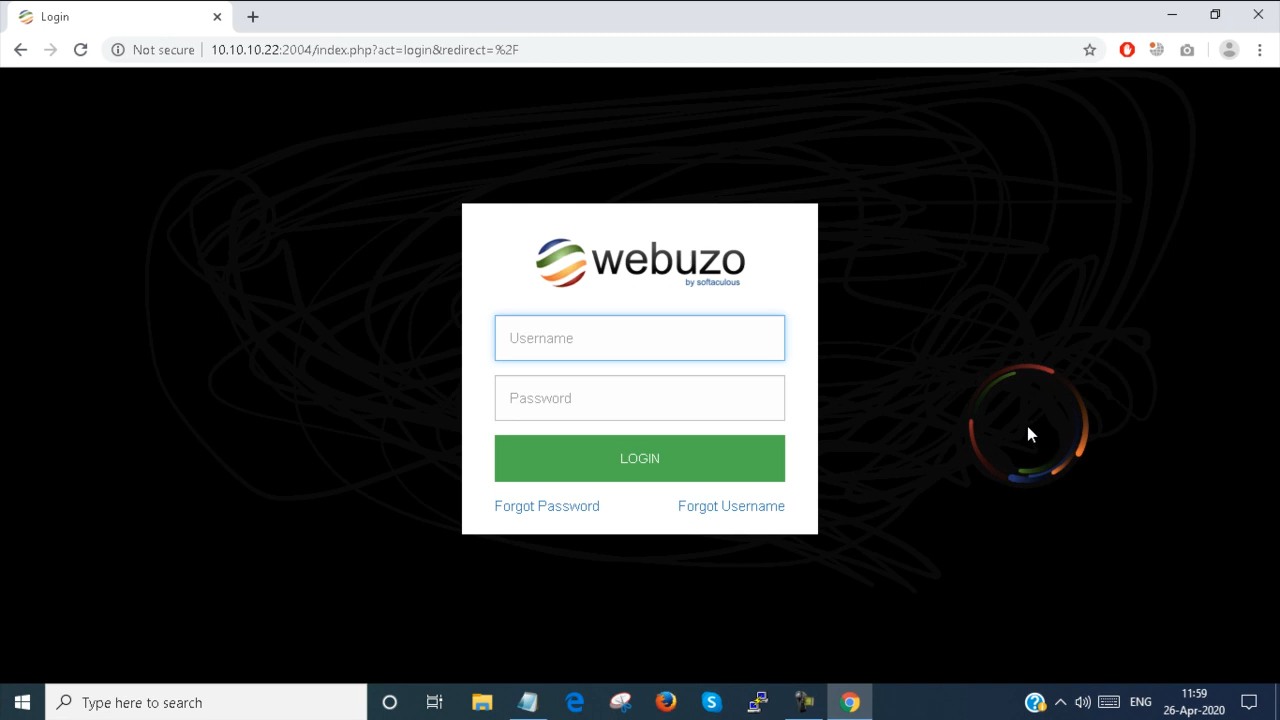 Login
Not secure
10.10.10.22:2004/index.php?act=login&redirect=%2F
webuzo
by softaculous
Username
Password
LOGIN
Forgot Password Forgot Username
Type here to search
ENG
11:59
26-Apr-2020